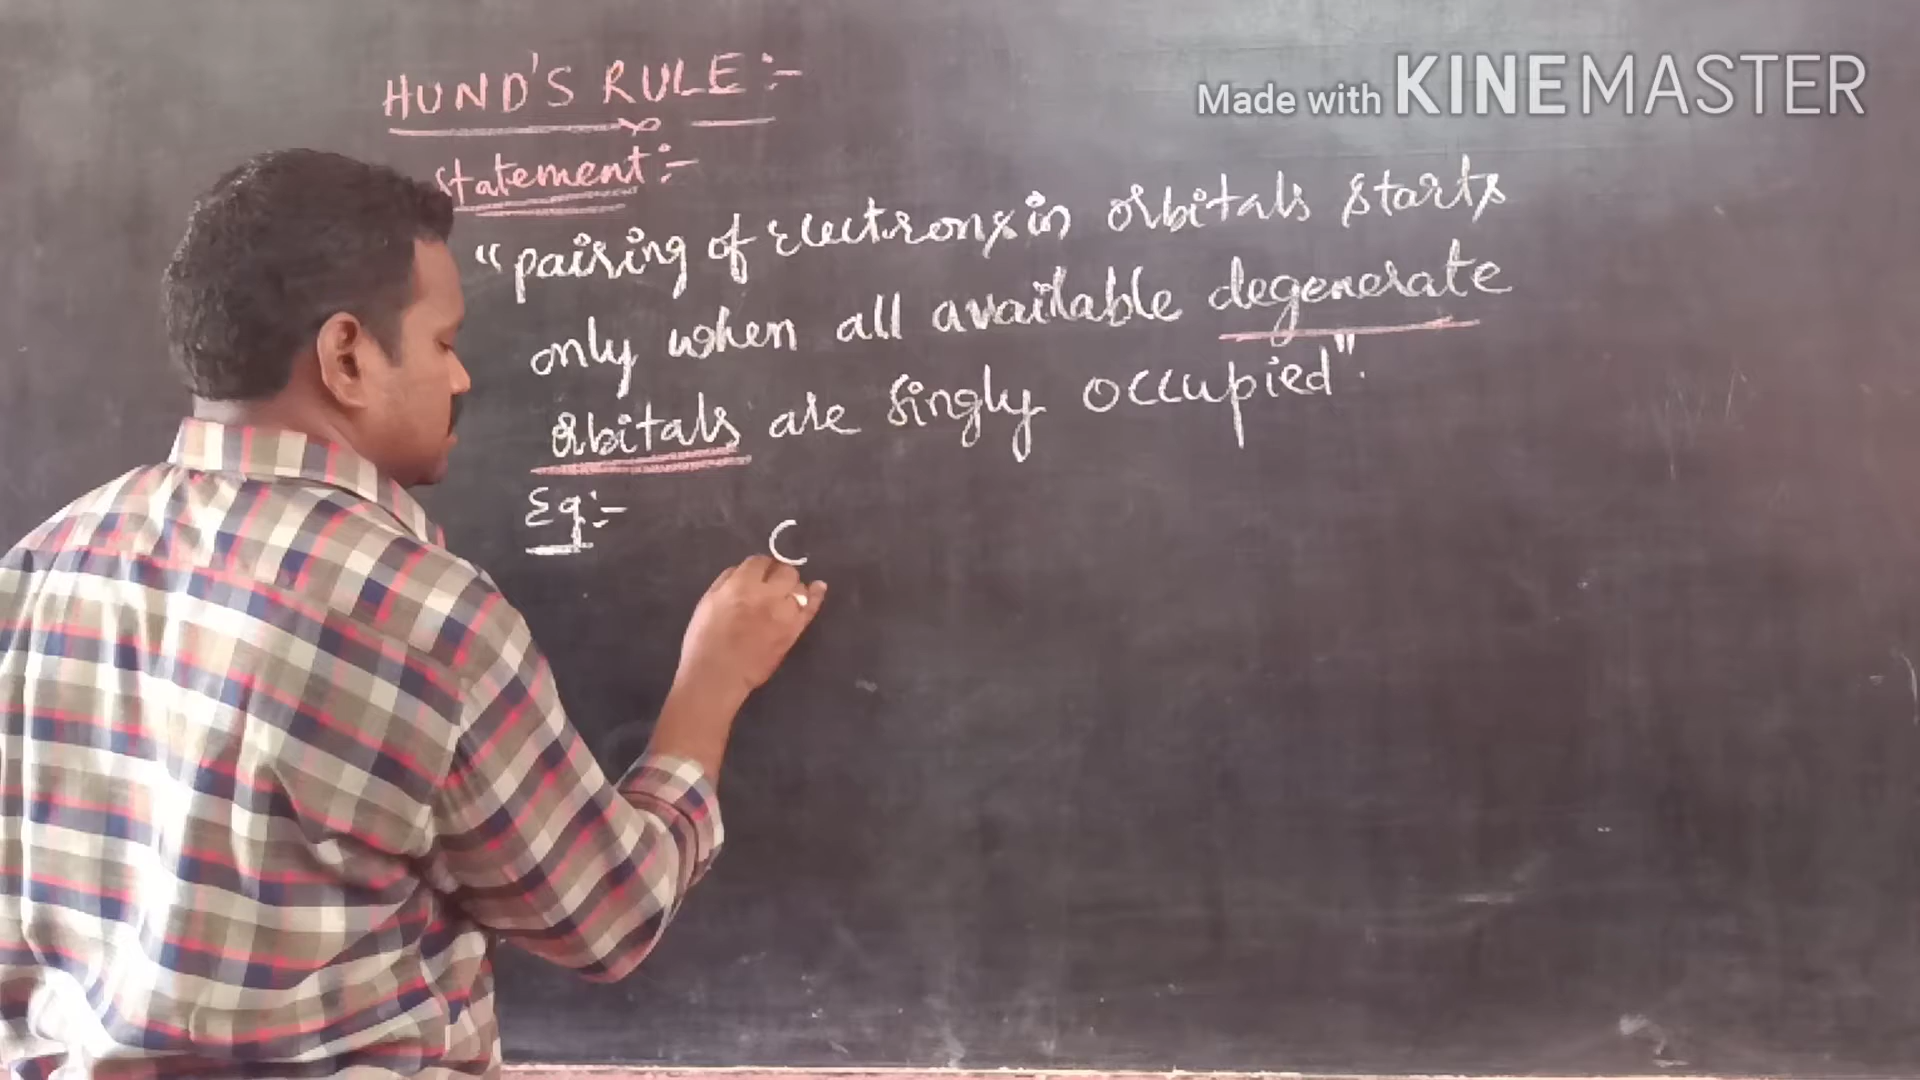 HUND'S RULE:-
Made with KINEMASTER
statement:-
"pairing of Electrons in orbitals starts
only when all available degenerate
orbitals are singly occupied".
Eg:-
C